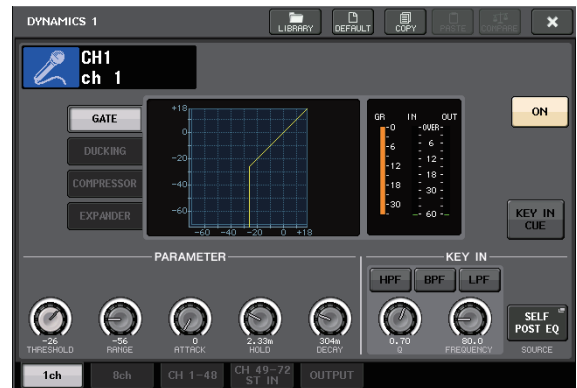 DYNAMICS 1
LIBRARY
DEFAULT
COPY
PASTE
COMPARE
CH1
ch 1
GATE
DUCKING
COMPRESSOR
EXPANDER
+18
0
-20
-40
-60
-60 -40 -20 0 +18
GR IN OUT
0 -OVER-
-6 6
-12 12
-18 18
-30 30
60
ON
KEY IN
CUE
PARAMETER
KEY IN
HPF
BPF
LPF
-26
THRESHOLD
-56
RANGE
0
ATTACK
2.33m
HOLD
304m
DECAY
0.70
Q
80.0
FREQUENCY
SELF
POST EQ
SOURCE
1ch
8ch
CH 1-48
CH 49-72
ST IN
OUTPUT